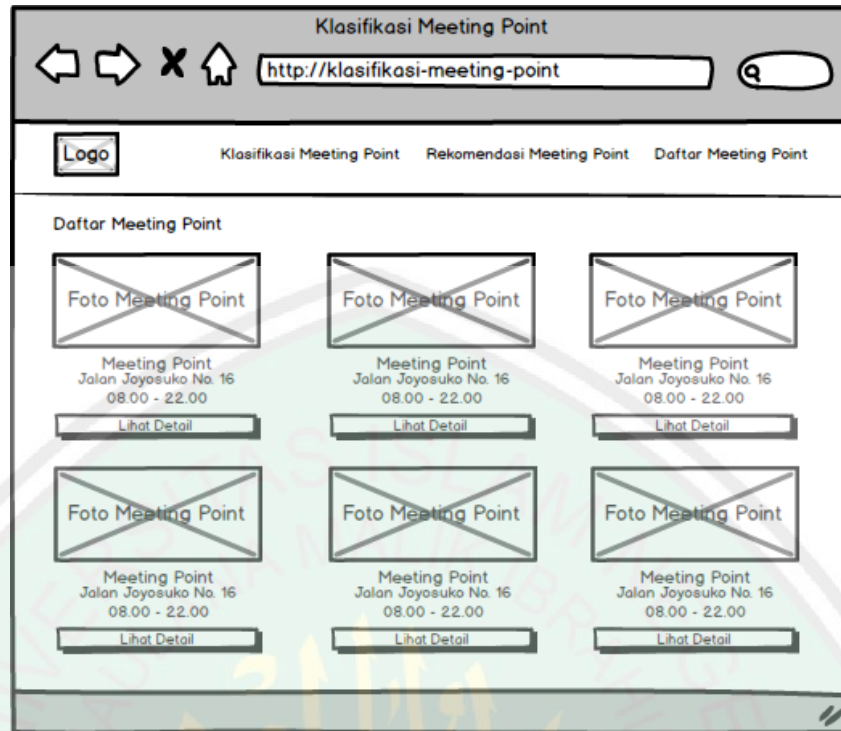 Klasifikasi Meeting Point
http://klasifikasi-meeting-point
Logo Klasifikasi Meeting Point Rekomendasi Meeting Point Daftar Meeting Point
Daftar Meeting Point
Foto Meeting Point Foto Meeting Point Foto Meeting Point
Meeting Point Meeting Point Meeting Point
Jalan Joyosuko No. 16 Jalan Joyosuko No. 16 Jalan Joyosuko No. 16
08.00 - 22.00 08.00 - 22.00 08.00 - 22.00
Lihat Detail Lihat Detail Lihat Detail
Foto Meeting Point Foto Meeting Point Foto Meeting Point
Meeting Point Meeting Point Meeting Point
Jalan Joyosuko No. 16 Jalan Joyosuko No. 16 Jalan Joyosuko No. 16
08.00 - 22.00 08.00 - 22.00 08.00 - 22.00
Lihat Detail Lihat Detail Lihat Detail